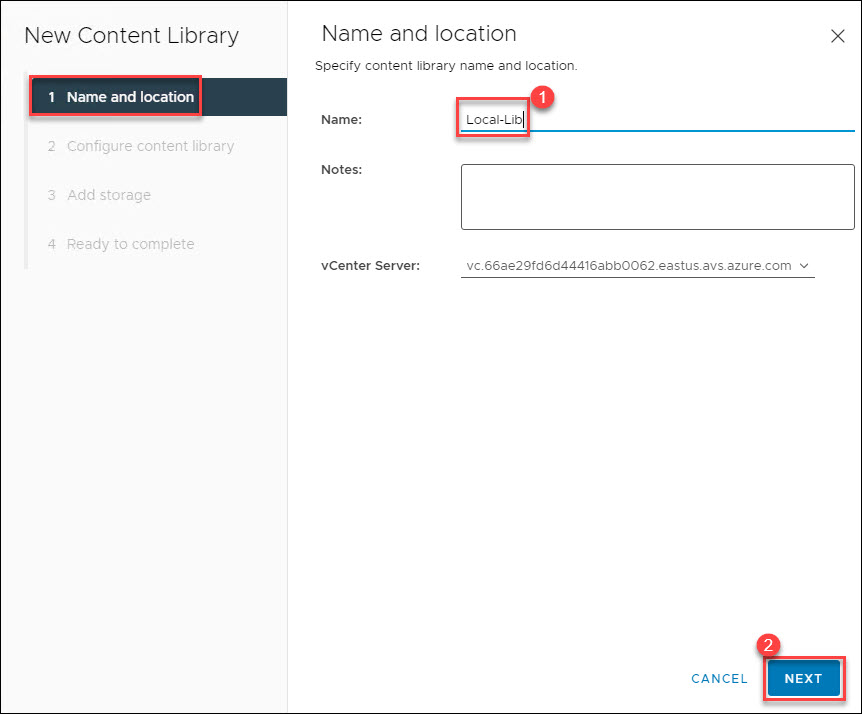 New Content Library
1 Name and location
2 Configure content library
3 Add storage
4 Ready to complete
Name and location
Specify content library name and location.
1
Name: Local-Lib
Notes:
vCenter Server: vc.66ae29fd6d44416abb0062.eastus.avs.azure.com
2
CANCEL NEXT